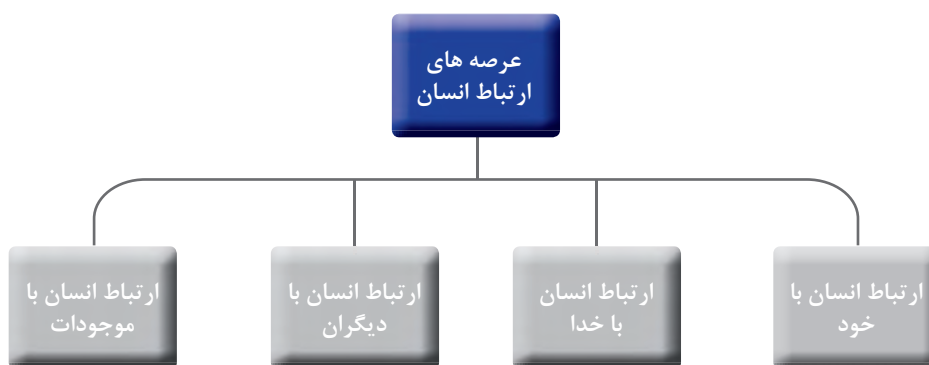 عرصه های
ارتباط انسان
ارتباط انسان با
خود
ارتباط انسان
با خدا
ارتباط انسان با
دیگران
ارتباط انسان با
موجودات